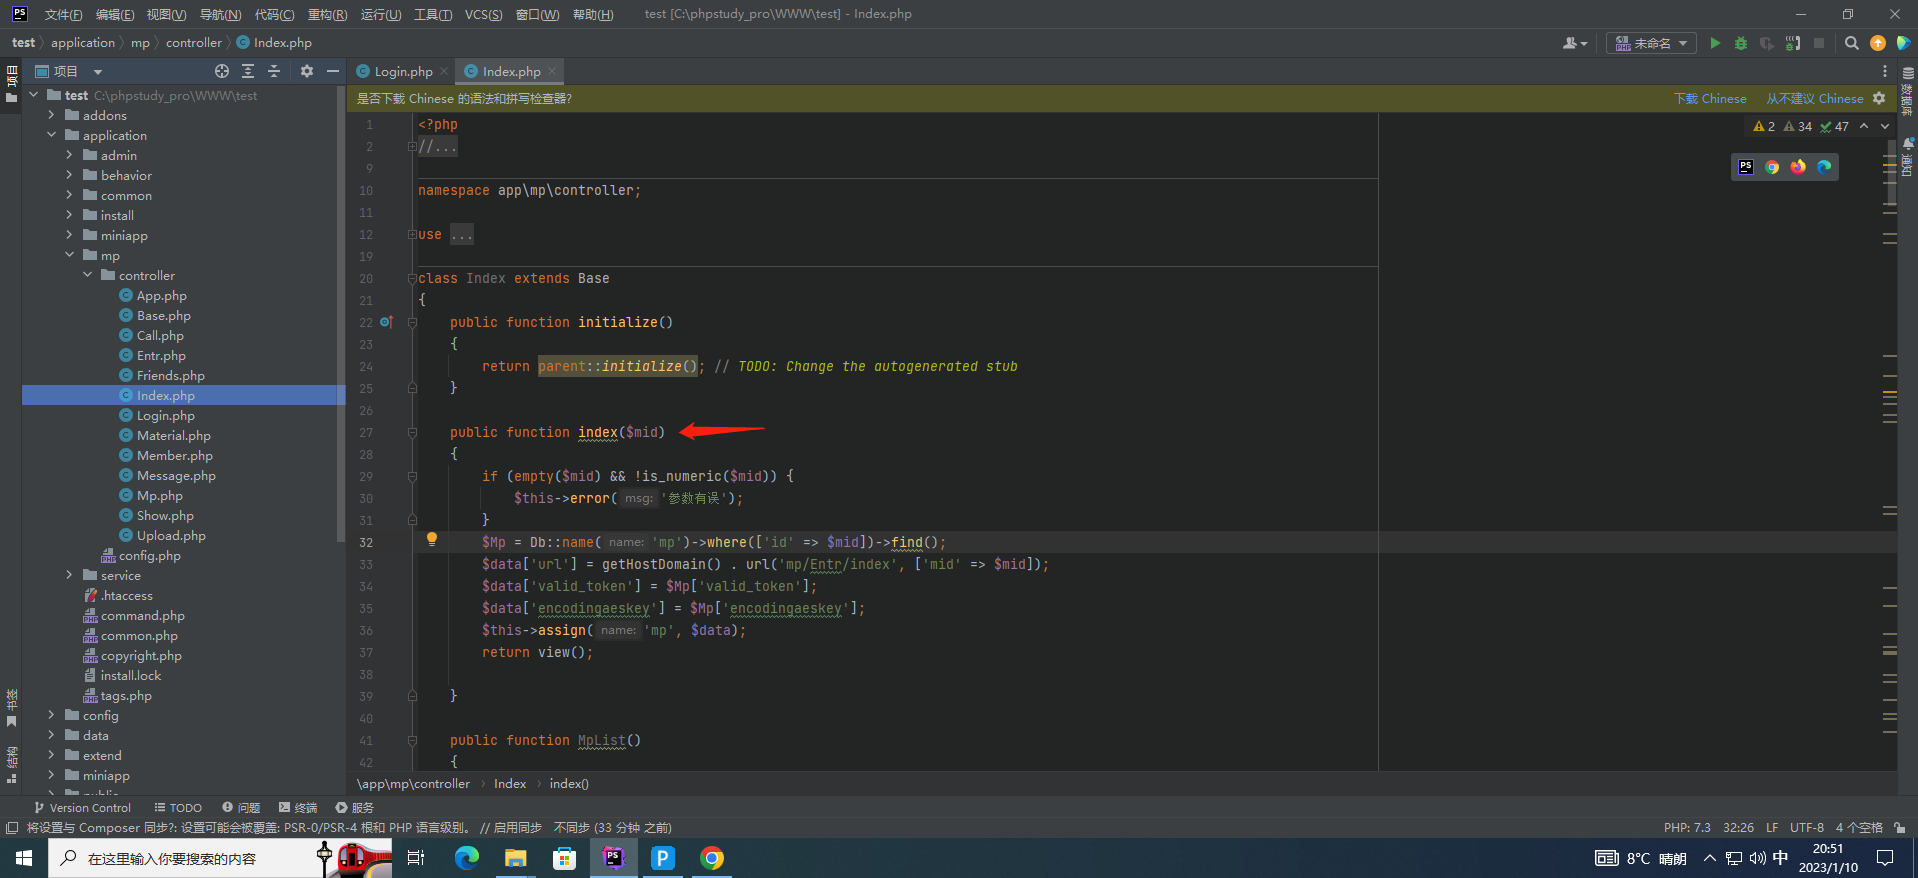 文件(F) 编辑(E) 视图(V) 导航(N) 代码(C) 重构(R) 运行(U) 工具(T) VCS(S) 窗口(W) 帮助(H) test [C:\phpstudy_pro\WWW\test] - Index.php
test application mp controller Index.php 未命名
项目
项目
Login.php Index.php
是否下载 Chinese 的语法和拼写检查器? 下载 Chinese 从不建议 Chinese
2 34 47
test C:\phpstudy_pro\WWW\test
addons
application
admin
behavior
common
install
miniapp
mp
controller
App.php
Base.php
Call.php
Entr.php
Friends.php
Index.php
Login.php
Material.php
Member.php
Message.php
Mp.php
Show.php
Upload.php
config.php
service
.htaccess
command.php
common.php
copyright.php
install.lock
tags.php
config
data
extend
miniapp
public
书签
结构
数据库
通知
1 <?php
2 //...
9
10 namespace app\mp\controller;
11
12 use ...
19
20 class Index extends Base
21 {
22 public function initialize()
23 {
24 return parent::initialize(); // TODO: Change the autogenerated stub
25 }
26
27 public function index($mid)
28 {
29 if (empty($mid) && !is_numeric($mid)) {
30 $this->error( msg: '参数有误');
31 }
32 $Mp = Db::name( name: 'mp')->where(['id' => $mid])->find();
33 $data['url'] = getHostDomain() . url('mp/Entr/index', ['mid' => $mid]);
34 $data['valid_token'] = $Mp['valid_token'];
35 $data['encodingaeskey'] = $Mp['encodingaeskey'];
36 $this->assign( name: 'mp', $data);
37 return view();
38
39 }
40
41 public function MpList()
42 {
\app\mp\controller Index index()
Version Control TODO 问题 终端 服务
将设置与 Composer 同步?: 设置可能会被覆盖: PSR-0/PSR-4 根和 PHP 语言级别。 // 启用同步 不同步 (33 分钟 之前) PHP: 7.3 32:26 LF UTF-8 4 个空格
在这里输入你要搜索的内容 8°C 晴朗 中 20:51
2023/1/10